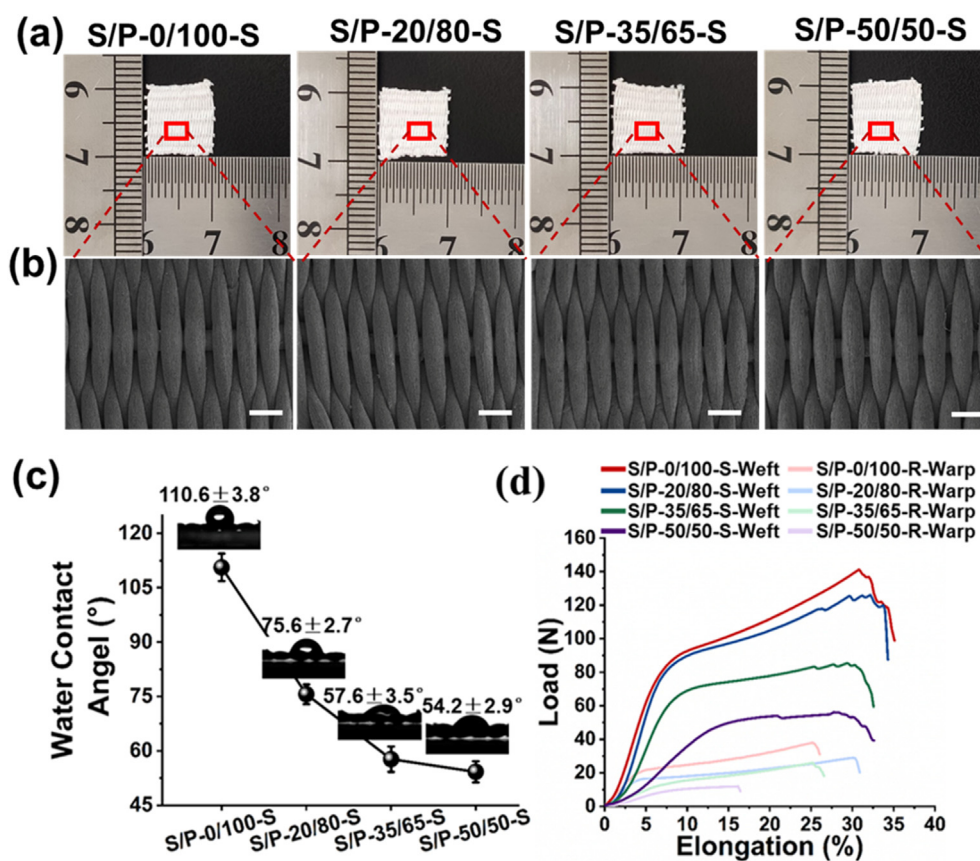 (a)
S/P-0/100-S
S/P-20/80-S
S/P-35/65-S
S/P-50/50-S
6
7
8
6
7
8
6
7
8
6
7
8
6
7
8
6
7
8
6
7
8
6
7
8
(b)
(c)
Water Contact
Angel (°)
120
105
90
75
60
45
110.6±3.8°
75.6±2.7°
57.6±3.5°
54.2±2.9°
S/P-0/100-S
S/P-20/80-S
S/P-35/65-S
S/P-50/50-S
(d)
S/P-0/100-S-Weft
S/P-20/80-S-Weft
S/P-35/65-S-Weft
S/P-50/50-S-Weft
S/P-0/100-R-Warp
S/P-20/80-R-Warp
S/P-35/65-R-Warp
S/P-50/50-R-Warp
Load (N)
160
140
120
100
80
60
40
20
0
0
5
10
15
20
25
30
35
40
Elongation (%)